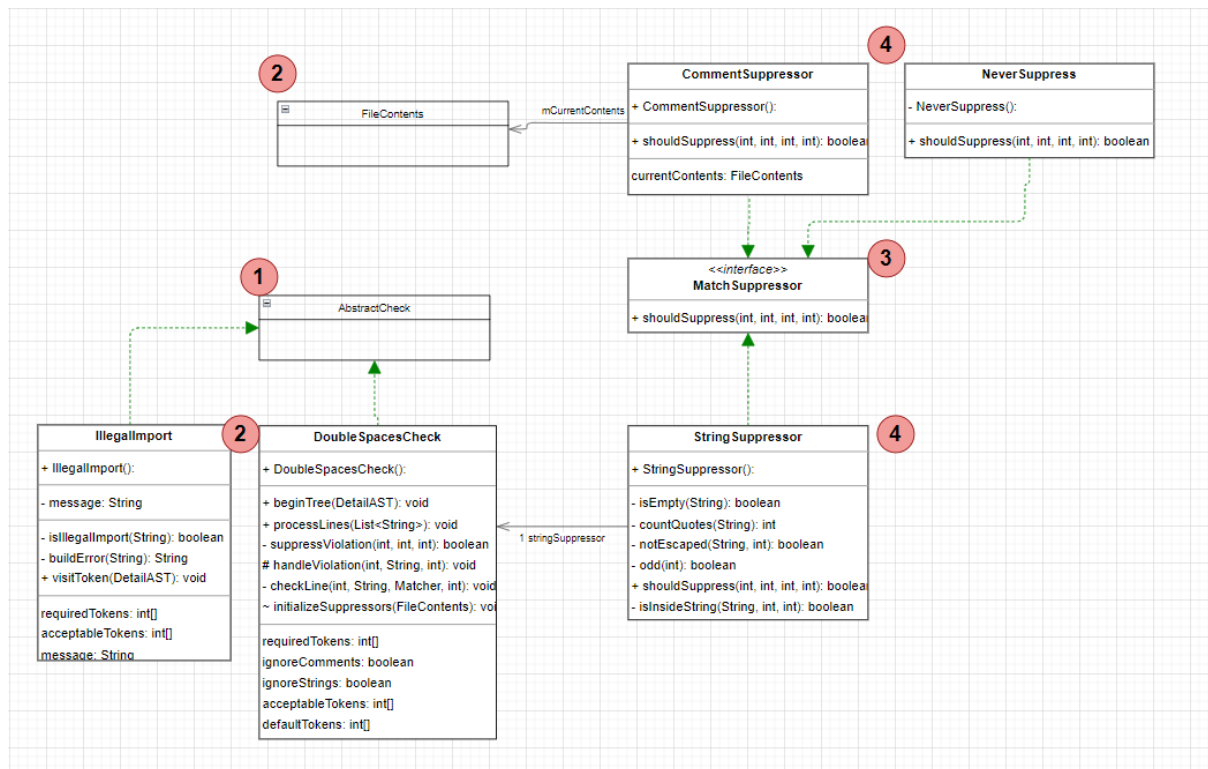 4
CommentSuppressor
+ CommentSuppressor():
+ shouldSuppress(int, int, int, int): boolea
currentContents: FileContents
NeverSuppress
- NeverSuppress():
+ shouldSuppress(int, int, int, int): boolean
2
FileContents
mCurrentContents
3
<<interface>>
MatchSuppressor
+ shouldSuppress(int, int, int, int): boolea
1
AbstractCheck
IllegalImport
+ IllegalImport():
- message: String
- isIllegalImport(String): boolean
- buildError(String): String
+ visitToken(DetailAST): void
requiredTokens: int[]
acceptableTokens: int[]
message: String
2
DoubleSpacesCheck
+ DoubleSpacesCheck():
+ beginTree(DetailAST): void
+ processLines(List<String>): void
- suppressViolation(int, int, int): boolean
# handleViolation(int, String, int): void
- checkLine(int, String, Matcher, int): void
~ initializeSuppressors(FileContents): voi
requiredTokens: int[]
ignoreComments: boolean
ignoreStrings: boolean
acceptableTokens: int[]
defaultTokens: int[]
1 stringSuppressor
4
StringSuppressor
+ StringSuppressor():
- isEmpty(String): boolean
- countQuotes(String): int
- notEscaped(String, int): boolean
- odd(int): boolean
+ shouldSuppress(int, int, int, int): boolea
- isInsideString(String, int, int): boolean